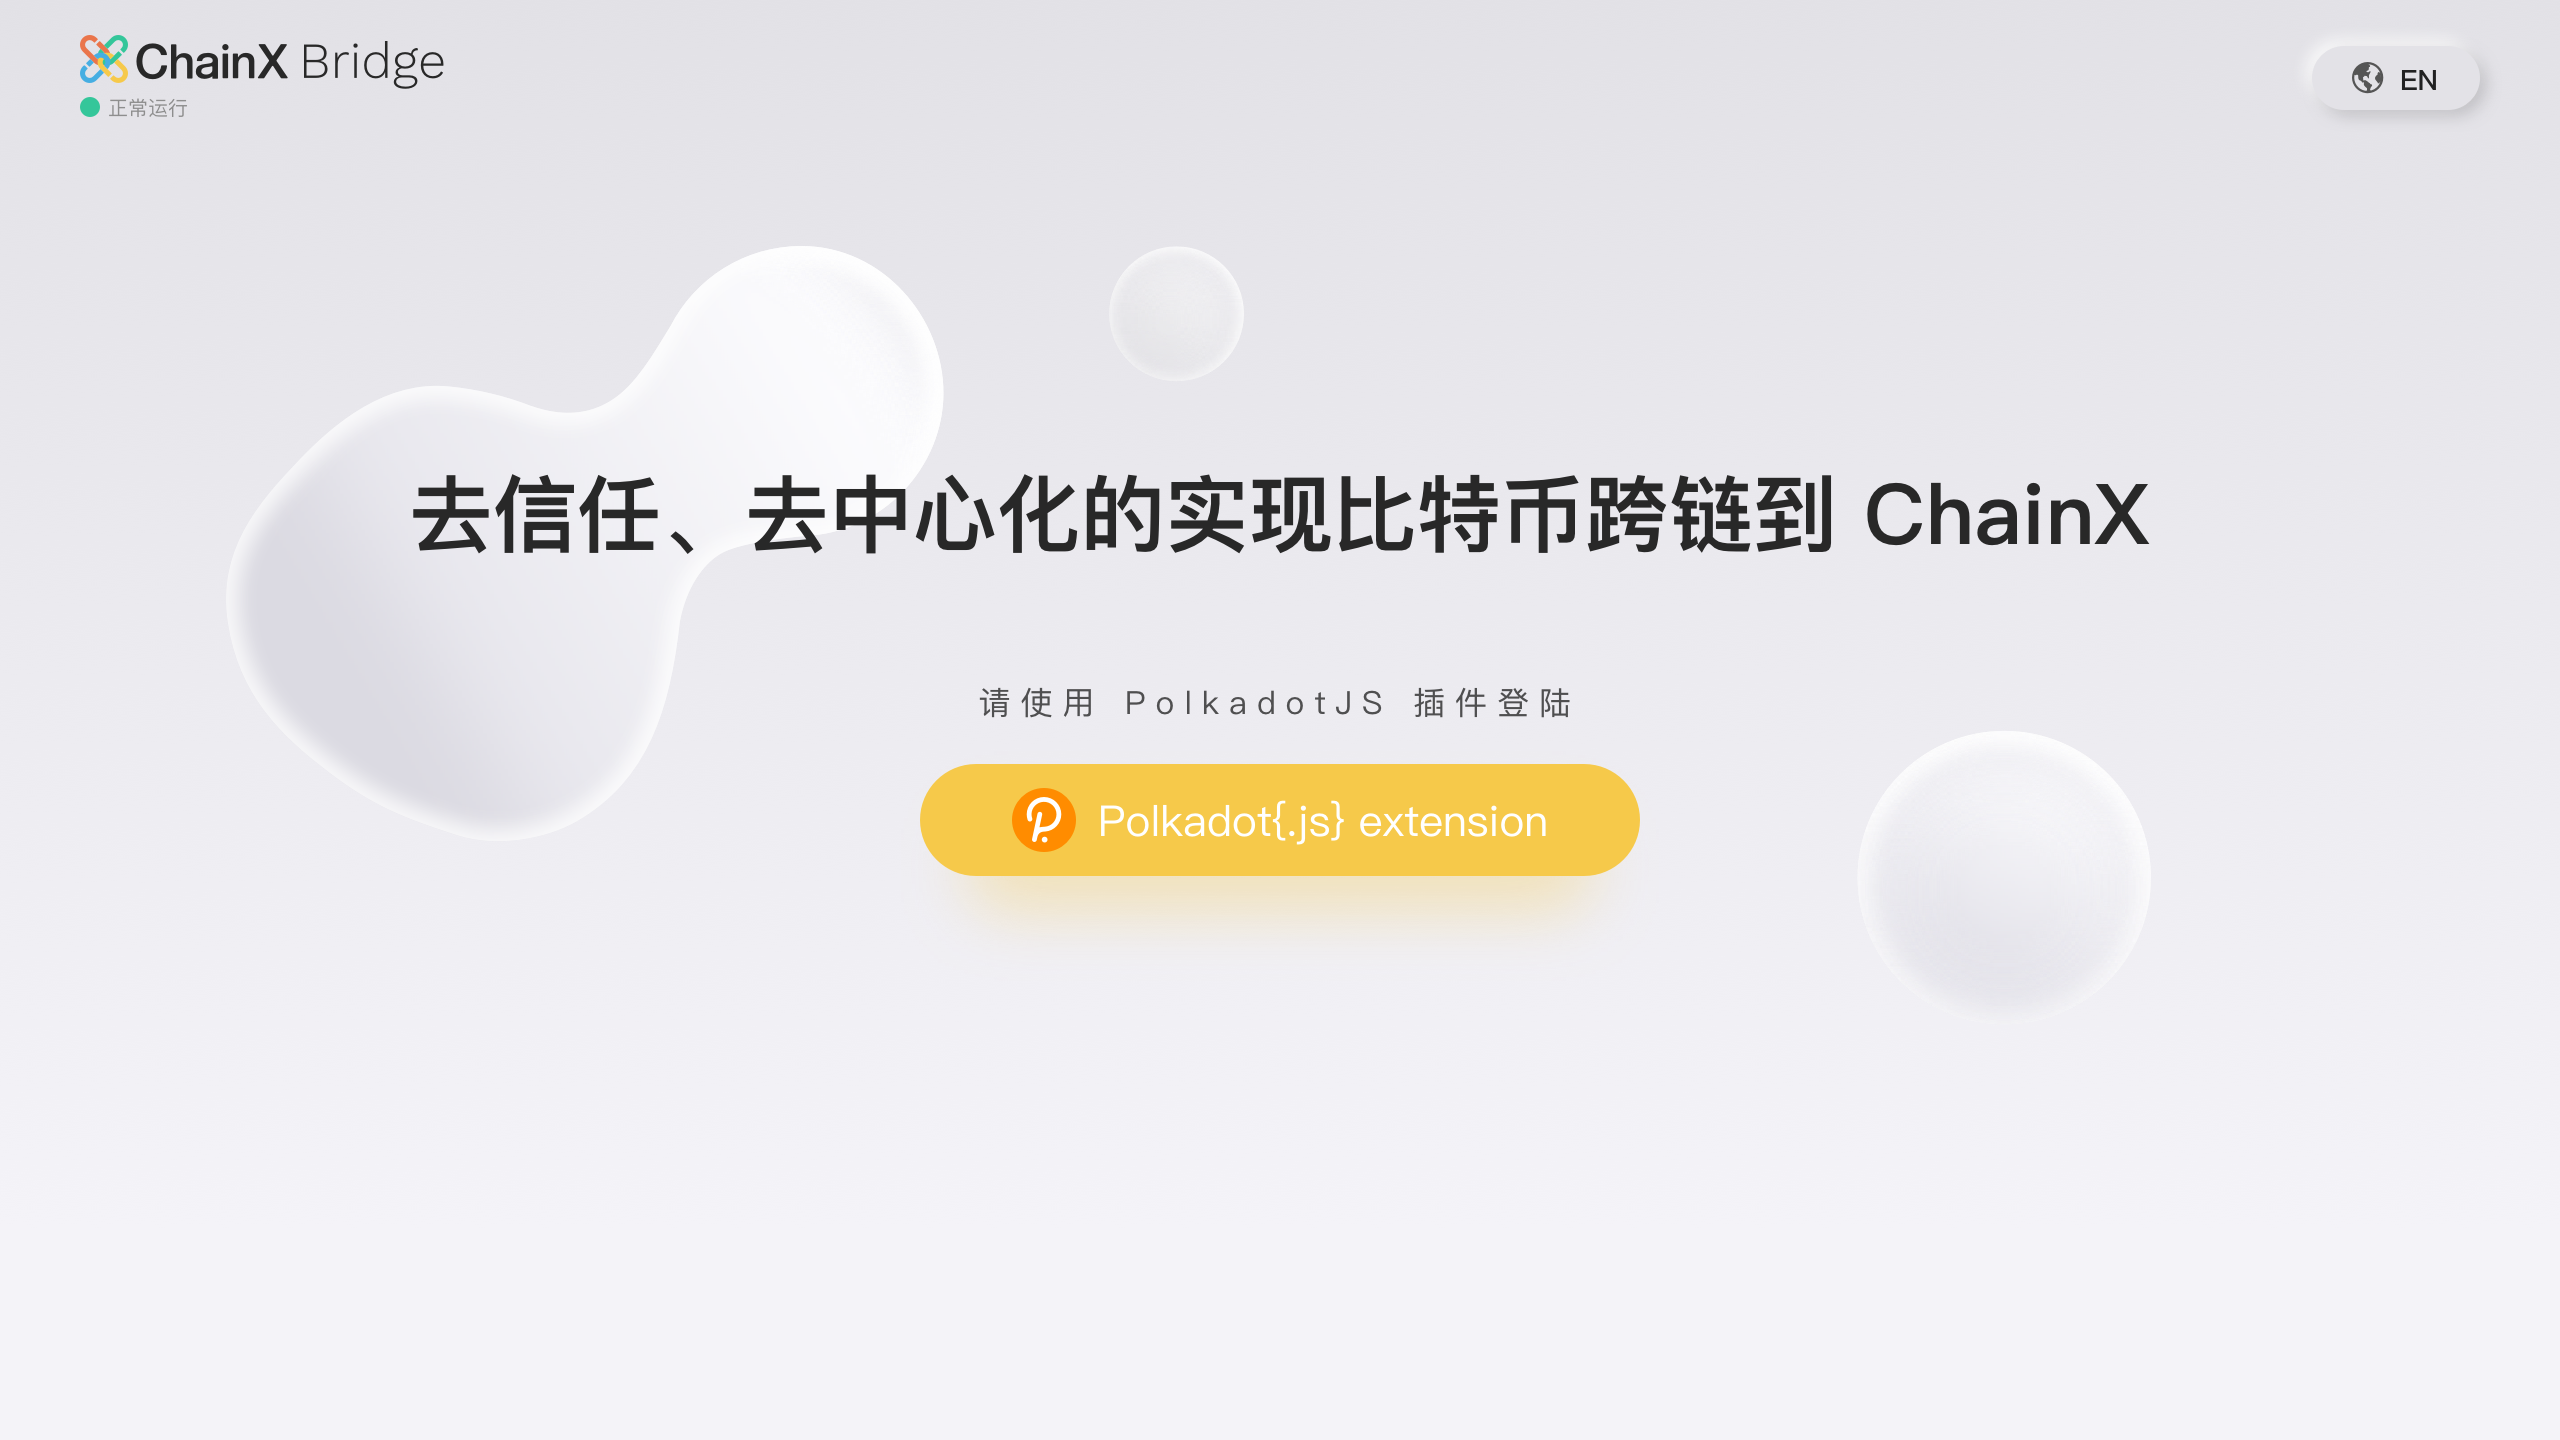 ChainX Bridge
正常运行
EN
去信任、去中心化的实现比特币跨链到 ChainX
请使用 PolkadotJS 插件登陆
Polkadot{.js} extension